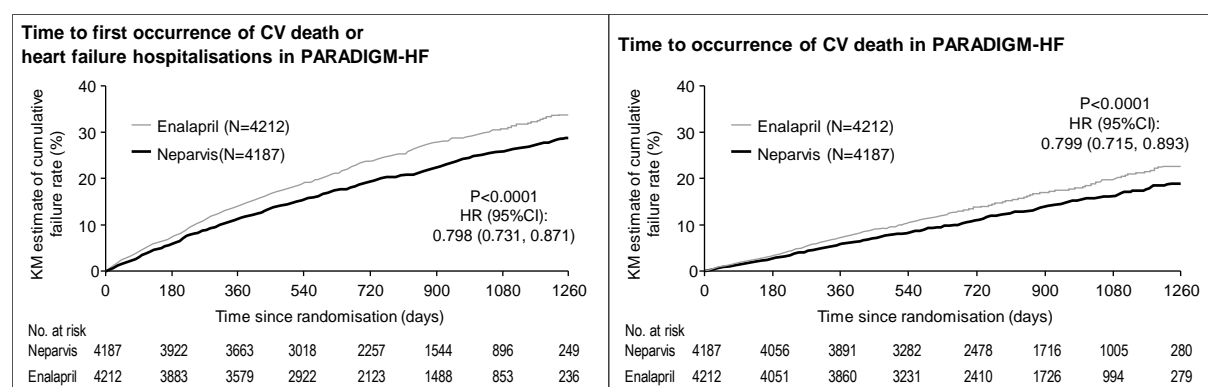 Time to first occurrence of CV death or
heart failure hospitalisations in PARADIGM-HF
KM estimate of cumulative
failure rate (%)
40
30
20
10
0
Enalapril (N=4212)
Neparvis(N=4187)
P<0.0001
HR (95%CI):
0.798 (0.731, 0.871)
0 180 360 540 720 900 1080 1260
Time since randomisation (days)
No. at risk
Neparvis 4187 3922 3663 3018 2257 1544 896 249
Enalapril 4212 3883 3579 2922 2123 1488 853 236
Time to occurrence of CV death in PARADIGM-HF
KM estimate of cumulative
failure rate (%)
40
30
20
10
0
Enalapril (N=4212)
Neparvis (N=4187)
P<0.0001
HR (95%CI):
0.799 (0.715, 0.893)
0 180 360 540 720 900 1080 1260
Time since randomisation (days)
No. at risk
Neparvis 4187 4056 3891 3282 2478 1716 1005 280
Enalapril 4212 4051 3860 3231 2410 1726 994 279